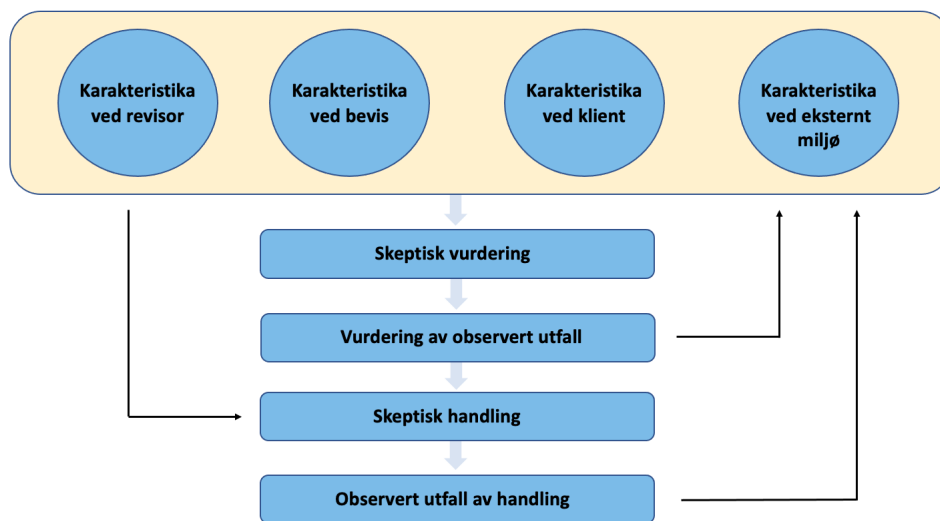 Karakteristika
ved revisor
Karakteristika
ved bevis
Karakteristika
ved klient
Karakteristika
ved eksternt
miljø
Skeptisk vurdering
Vurdering av observert utfall
Skeptisk handling
Observert utfall av handling